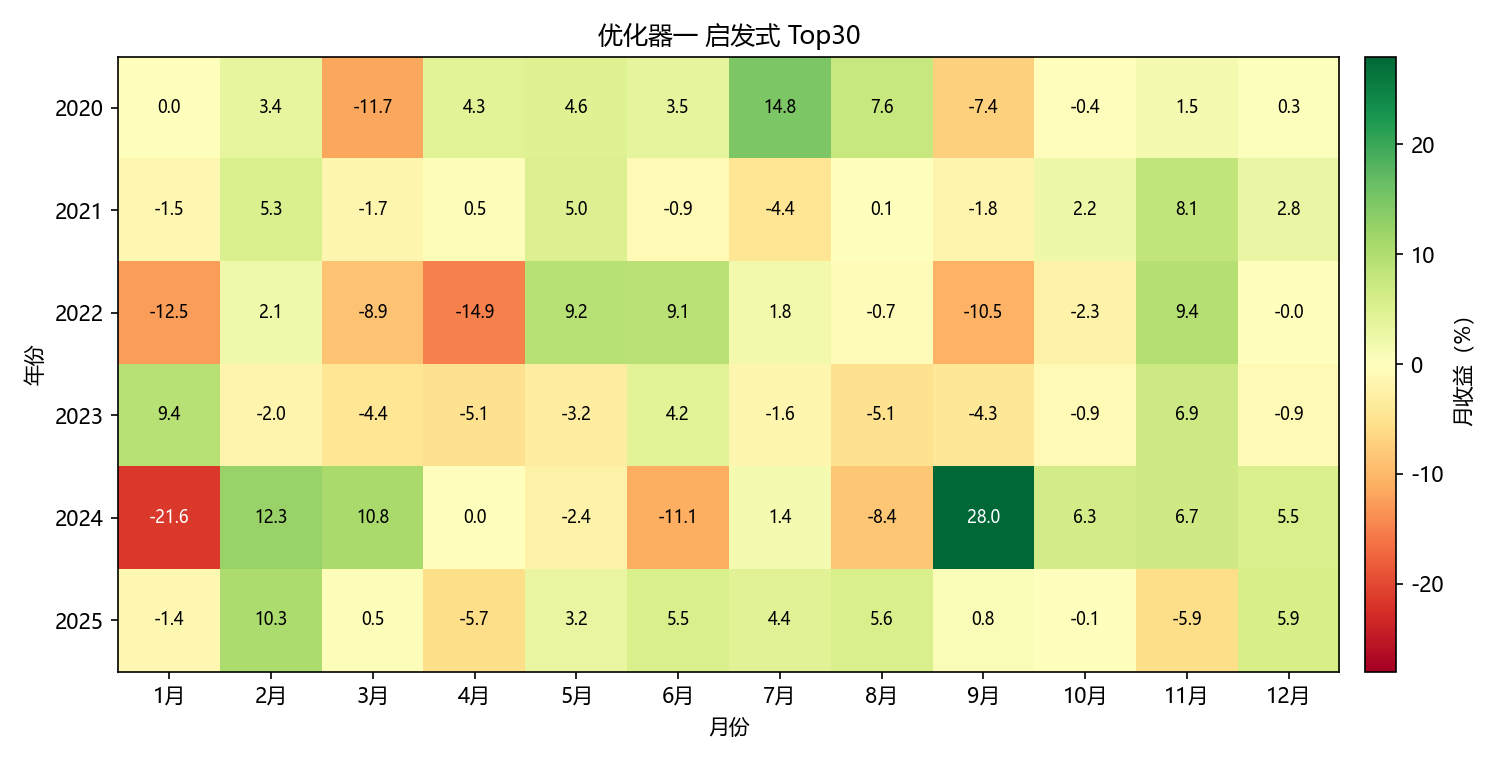 优化器一 启发式 Top30
2020 0.0 3.4 -11.7 4.3 4.6 3.5 14.8 7.6 -7.4 -0.4 1.5 0.3
2021 -1.5 5.3 -1.7 0.5 5.0 -0.9 -4.4 0.1 -1.8 2.2 8.1 2.8
2022 -12.5 2.1 -8.9 -14.9 9.2 9.1 1.8 -0.7 -10.5 -2.3 9.4 -0.0
2023 9.4 -2.0 -4.4 -5.1 -3.2 4.2 -1.6 -5.1 -4.3 -0.9 6.9 -0.9
2024 -21.6 12.3 10.8 0.0 -2.4 -11.1 1.4 -8.4 28.0 6.3 6.7 5.5
2025 -1.4 10.3 0.5 -5.7 3.2 5.5 4.4 5.6 0.8 -0.1 -5.9 5.9
1月 2月 3月 4月 5月 6月 7月 8月 9月 10月 11月 12月
月份
年份
20
10
0
-10
-20
月收益 (%)